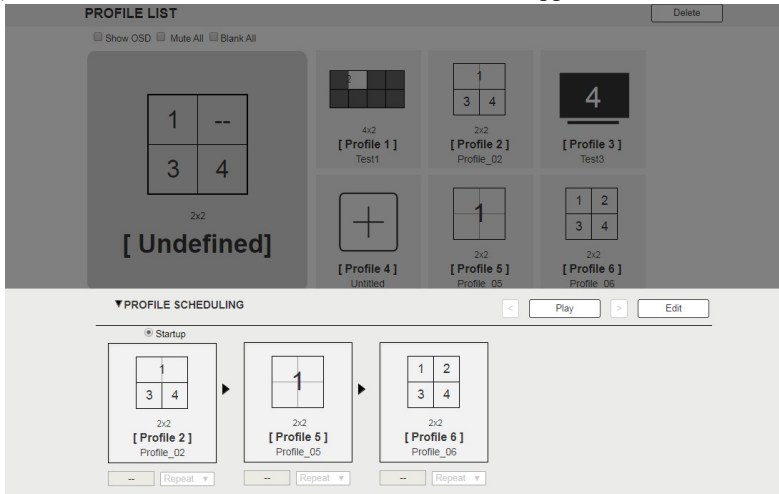 PROFILE LIST
Delete
Show OSD Mute All Blank All
1 --
3 4
2x2
[ Undefined]
2
4x2
[ Profile 1 ]
Test1
1
3 4
2x2
[ Profile 2 ]
Profile_02
4
[ Profile 3 ]
Test3
[ Profile 4 ]
Untitled
1
2x2
[ Profile 5 ]
Profile_05
1 2
3 4
2x2
[ Profile 6 ]
Profile_06
▼PROFILE SCHEDULING
< Play > Edit
Startup
1
3 4
2x2
[ Profile 2 ]
Profile_02
-- Repeat ▼
1
2x2
[ Profile 5 ]
Profile_05
-- Repeat ▼
1 2
3 4
2x2
[ Profile 6 ]
Profile_06
-- Repeat ▼